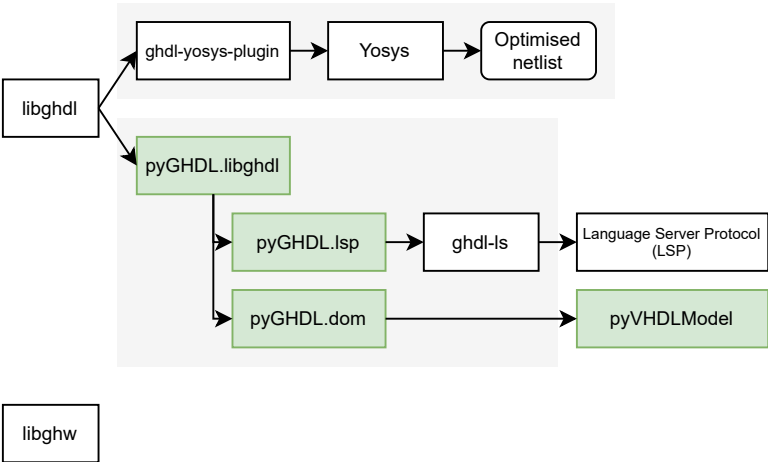 ghdl-yosys-plugin
Yosys
Optimised
netlist
libghdl
pyGHDL.libghdl
pyGHDL.lsp
ghdl-ls
Language Server Protocol
(LSP)
pyGHDL.dom
pyVHDLModel
libghw